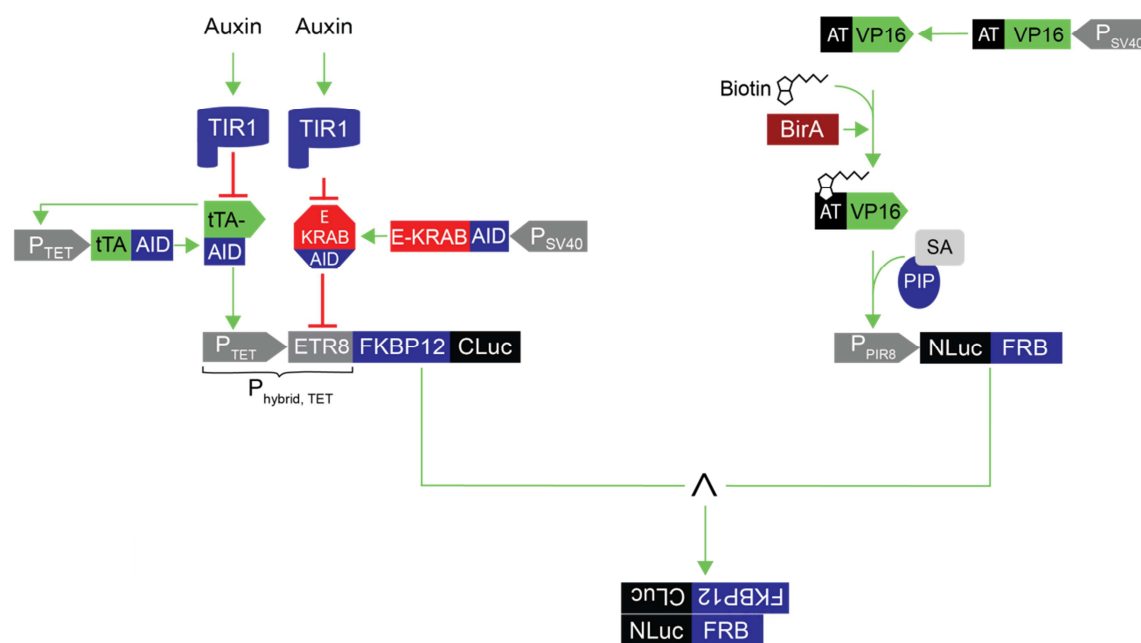 Auxin
Auxin
TIR1
TIR1
tTA-
AID
E
KRAB
AID
P TET
tTA
AID
E-KRAB
AID
P SV40
P TET
ETR8
FKBP12
CLuc
P hybrid, TET
AT
VP16
AT
VP16
P SV40
Biotin
BirA
AT
VP16
SA
PIP
P PIR8
NLuc
FRB
Λ
CLuc
FKBP12
NLuc
FRB